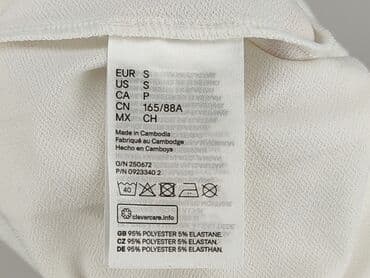 EUR S
US S
CA P
CN 165/88A
MX CH
Made in Cambodia
Fabriqué au Cambodge
Hecho en Camboya
O/N 250672
P/N 0923340 2
40
clevercare.info
GB 95% POLYESTER 5% ELASTANE.
CZ 95% POLYESTER 5% ELASTAN.
DE 95% POLYESTER 5% ELASTHAN.